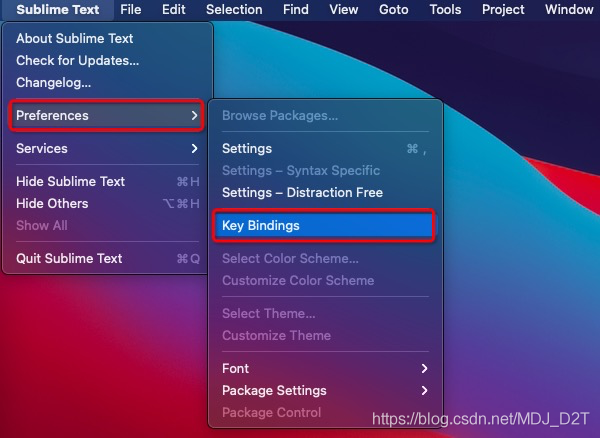 Sublime Text File Edit Selection Find View Goto Tools Project Window
About Sublime Text
Check for Updates...
Changelog...
Preferences
Services
Hide Sublime Text ⌘H
Hide Others ⌥⌘H
Show All
Quit Sublime Text ⌘Q
Browse Packages...
Settings ⌘ ,
Settings – Syntax Specific
Settings – Distraction Free
Key Bindings
Select Color Scheme...
Customize Color Scheme
Select Theme...
Customize Theme
Font
Package Settings
Package Control
https://blog.csdn.net/MDJ_D2T